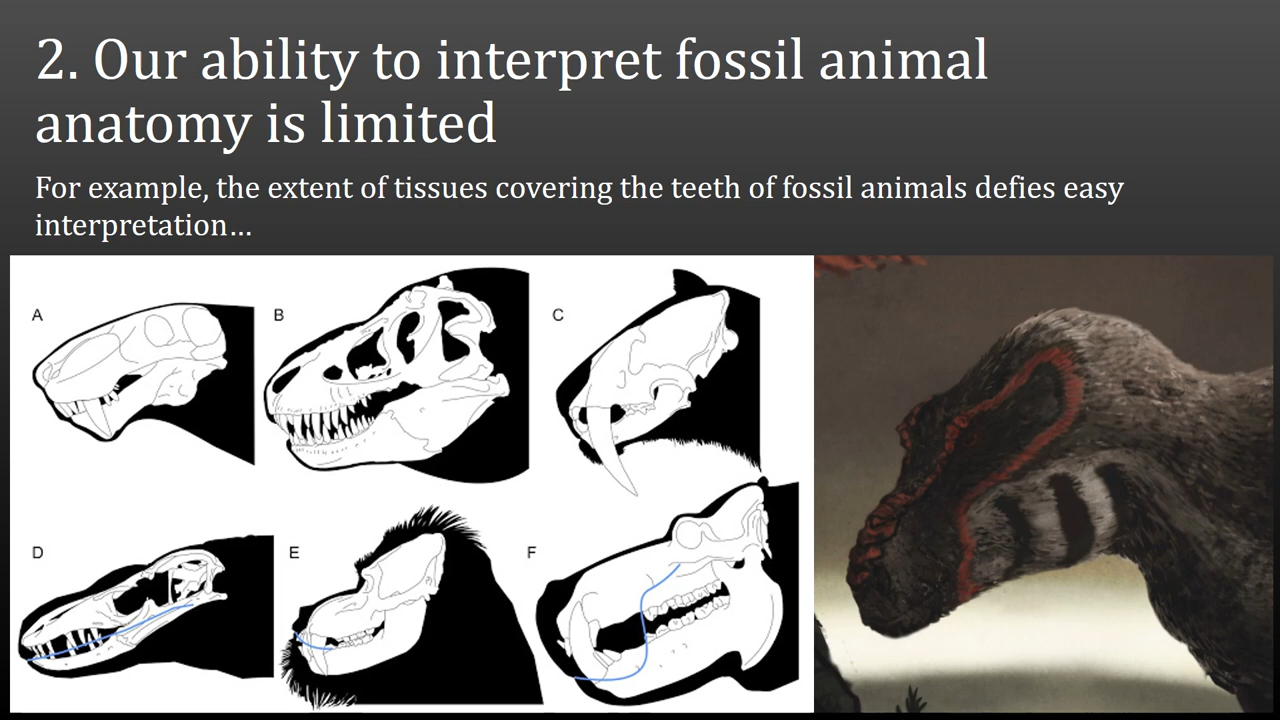 2. Our ability to interpret fossil animal
anatomy is limited
For example, the extent of tissues covering the teeth of fossil animals defies easy
interpretation…
A
B
C
D
E
F